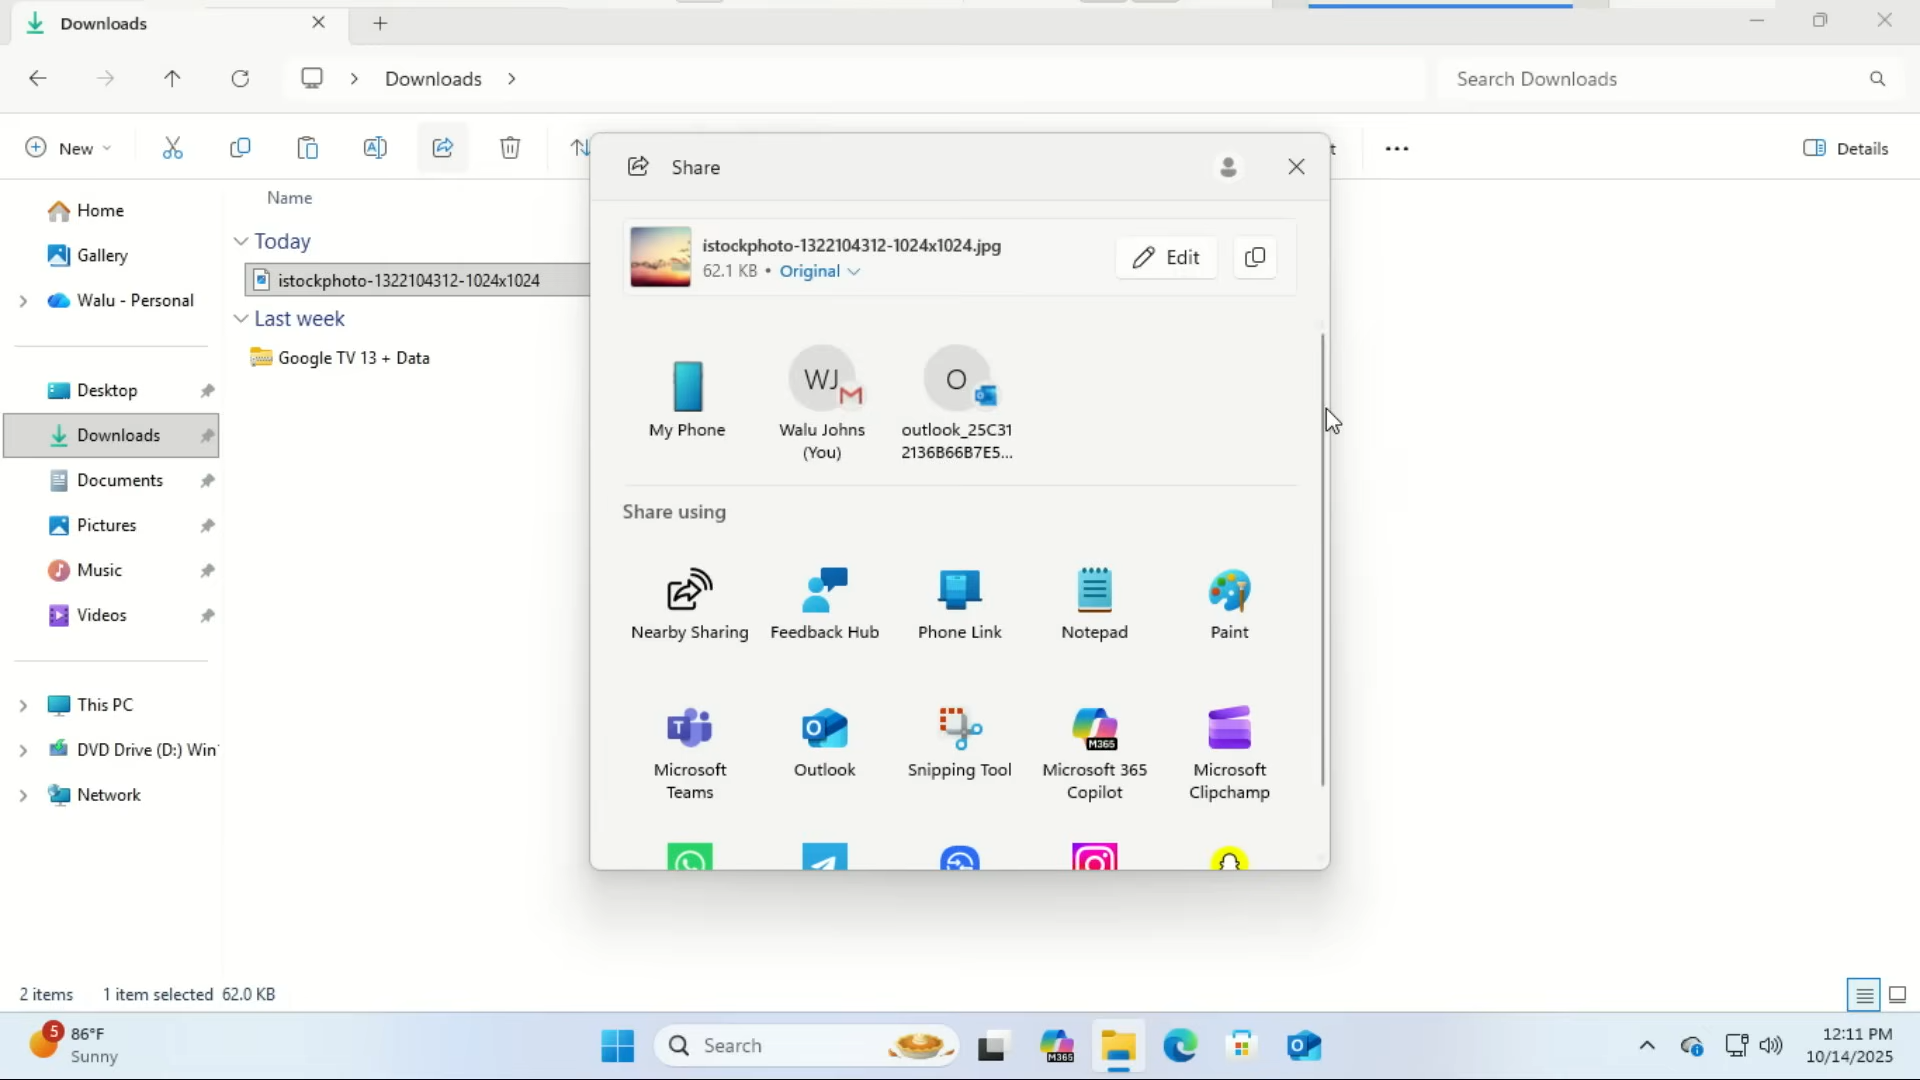 Downloads
Downloads
Search Downloads
New
Details
Share
Home
Gallery
Walu - Personal
Desktop
Downloads
Documents
Pictures
Music
Videos
This PC
DVD Drive (D:) Win
Network
Name
Today
istockphoto-1322104312-1024x1024
Last week
Google TV 13 + Data
istockphoto-1322104312-1024x1024.jpg
62.1 KB • Original
Edit
My Phone
WJ
Walu Johns
(You)
O
outlook_25C31
2136B66B7E5...
Share using
Nearby Sharing
Feedback Hub
Phone Link
Notepad
Paint
Microsoft
Teams
Outlook
Snipping Tool
M365
Microsoft 365
Copilot
Microsoft
Clipchamp
2 items 1 item selected 62.0 KB
5
86°F
Sunny
Search
M365
12:11 PM
10/14/2025